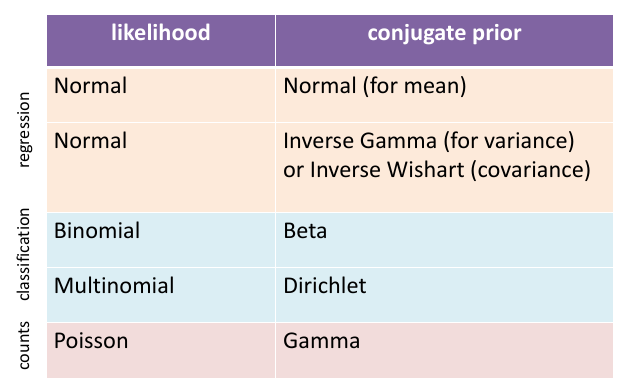 likelihood conjugate prior
regression
Normal Normal (for mean)
Normal Inverse Gamma (for variance)
or Inverse Wishart (covariance)
classification
Binomial Beta
Multinomial Dirichlet
counts
Poisson Gamma